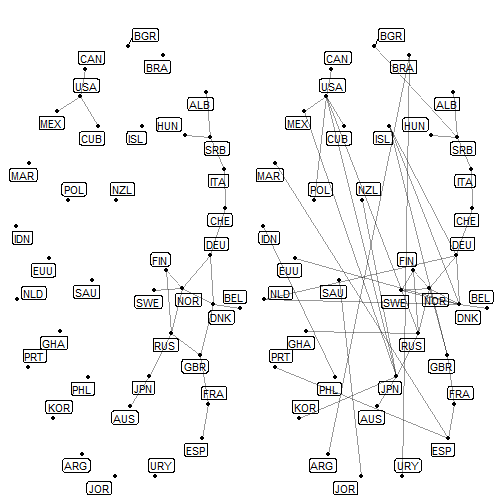 BGR BGR
CAN BRA CAN BRA
USA USA
ALB ALB
MEX HUN MEX HUN
CUB ISL CUB ISL
SRB SRB
MAR ITA MAR ITA
POL NZL POL NZL
CHE CHE
IDN DEU IDN DEU
EUU FIN EUU FIN
NLD SAU SWE NOR BEL NLD SAU SWE NOR BEL
DNK DNK
GHA RUS GHA RUS
PRT GBR PRT GBR
PHL JPN FRA PHL JPN FRA
KOR AUS KOR AUS
ESP ESP
ARG URY ARG URY
JOR JOR